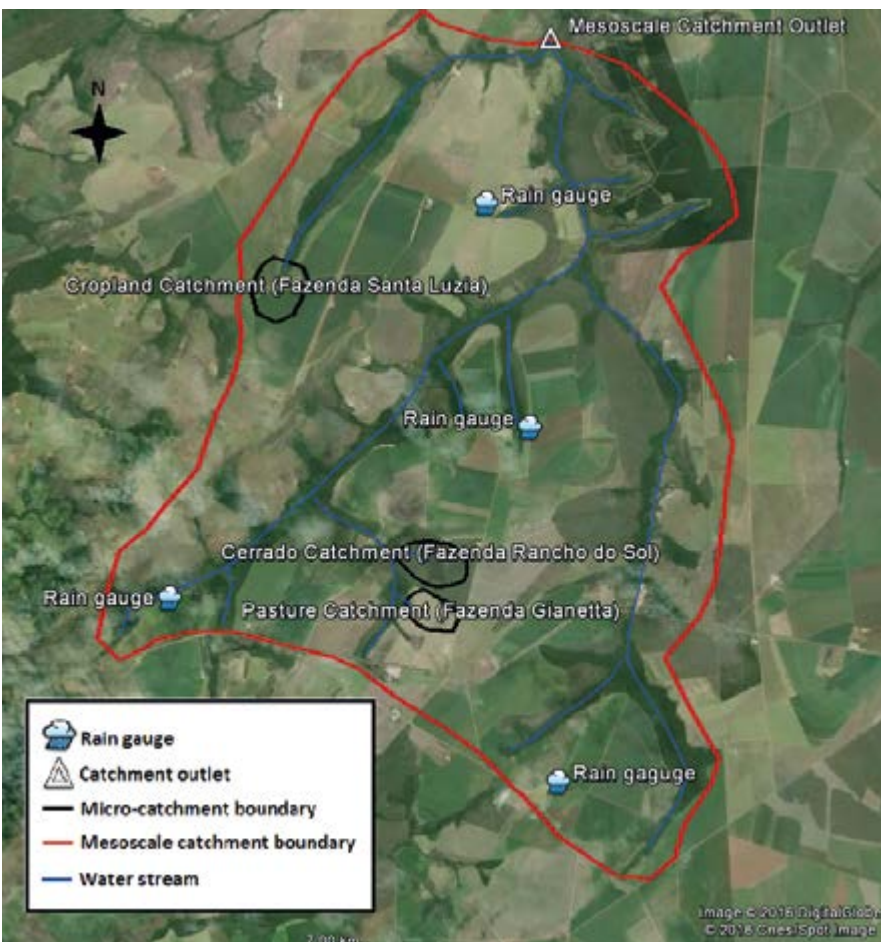 Mesoscale Catchment Outlet
N
Rain gauge
Cropland Catchment (Fazenda Santa Luzia)
Rain gauge
Cerrado Catchment (Fazenda Rancho do Sol)
Rain gauge
Pasture Catchment (Fazenda Gianetta)
Rain gaguge
Rain gauge
Catchment outlet
Micro-catchment boundary
Mesoscale catchment boundary
Water stream
Image © 2016 DigitalGlobe
© 2016 Cnes/Spot Image